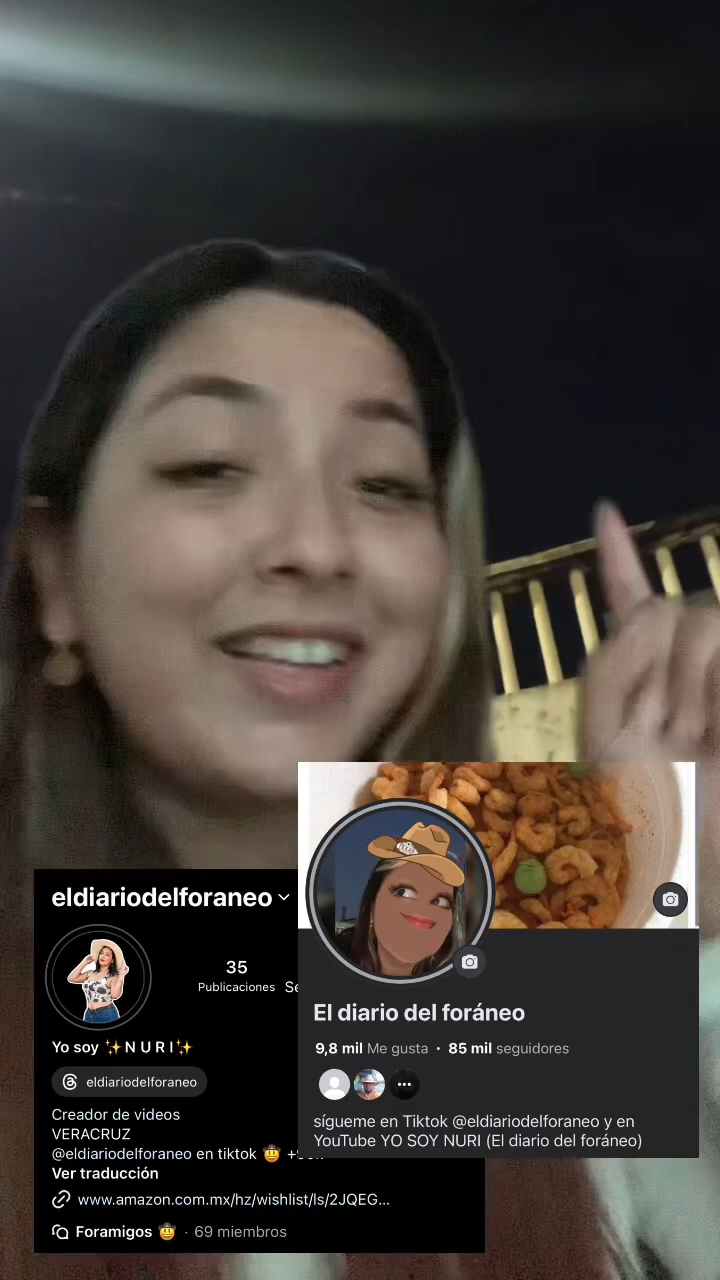 eldiariodelforaneo
35
Publicaciones
Yo soy ✨N U R I✨
eldiariodelforaneo
Creador de videos
VERACRUZ
@eldiariodelforaneo en tiktok 🤠
Ver traducción
www.amazon.com.mx/hz/wishlist/ls/2JQEG...
Foramigos 🤠 · 69 miembros
El diario del foráneo
9,8 mil Me gusta · 85 mil seguidores
sígueme en Tiktok @eldiariodelforaneo y en
YouTube YO SOY NURI (El diario del foráneo)